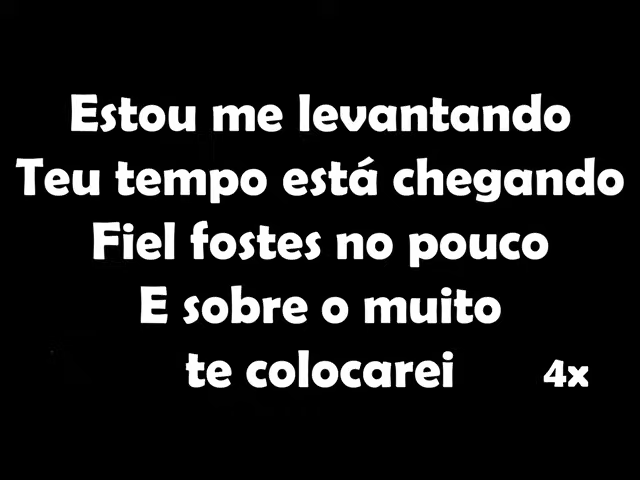 Estou me levantando
Teu tempo está chegando
Fiel fostes no pouco
E sobre o muito
te colocarei 4x